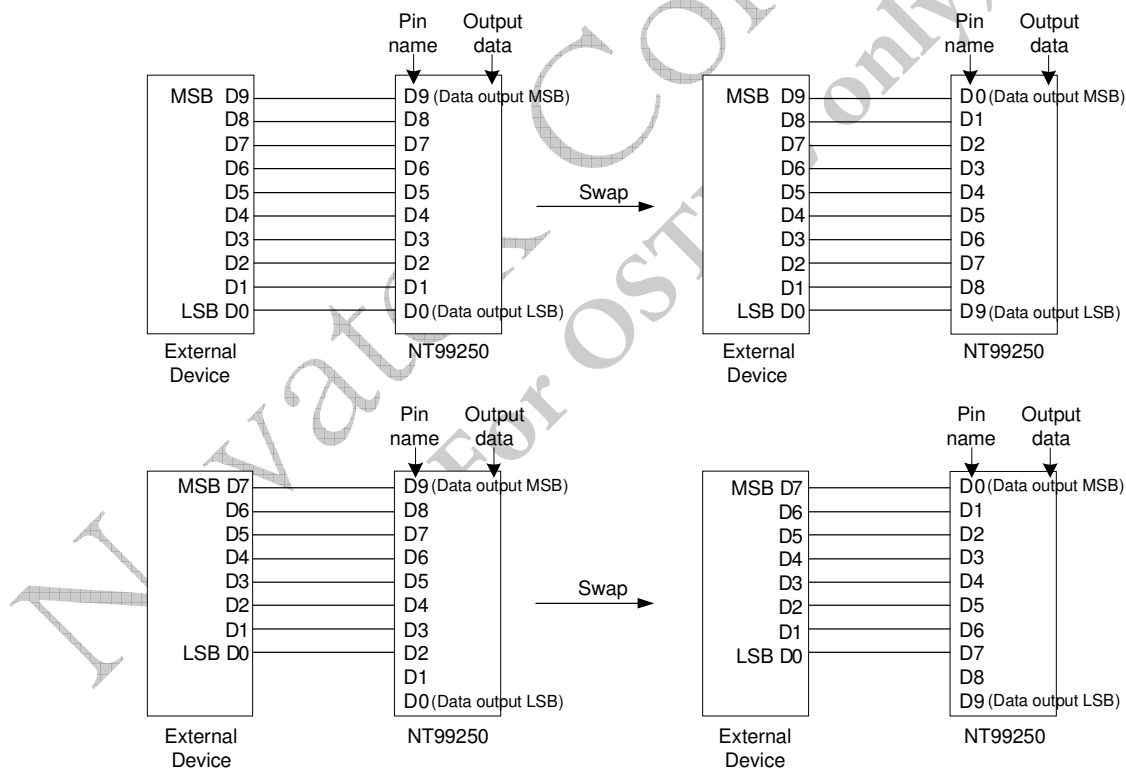 Pin name Output data
MSB D9 D9 (Data output MSB)
D8 D8
D7 D7
D6 D6
D5 D5
D4 D4
D3 D3
D2 D2
D1 D1
LSB D0 D0 (Data output LSB)
External Device
NT99250
Swap
Pin name Output data
MSB D9 D0 (Data output MSB)
D8 D1
D7 D2
D6 D3
D5 D4
D4 D5
D3 D6
D2 D7
D1 D8
LSB D0 D9 (Data output LSB)
External Device
NT99250
Pin name Output data
MSB D7 D9 (Data output MSB)
D6 D8
D5 D7
D4 D6
D3 D5
D2 D4
D1 D3
LSB D0 D2
D1
D0 (Data output LSB)
External Device
NT99250
Swap
Pin name Output data
MSB D7 D0 (Data output MSB)
D6 D1
D5 D2
D4 D3
D3 D4
D2 D5
D1 D6
LSB D0 D7
D8
D9 (Data output LSB)
External Device
NT99250
For
only